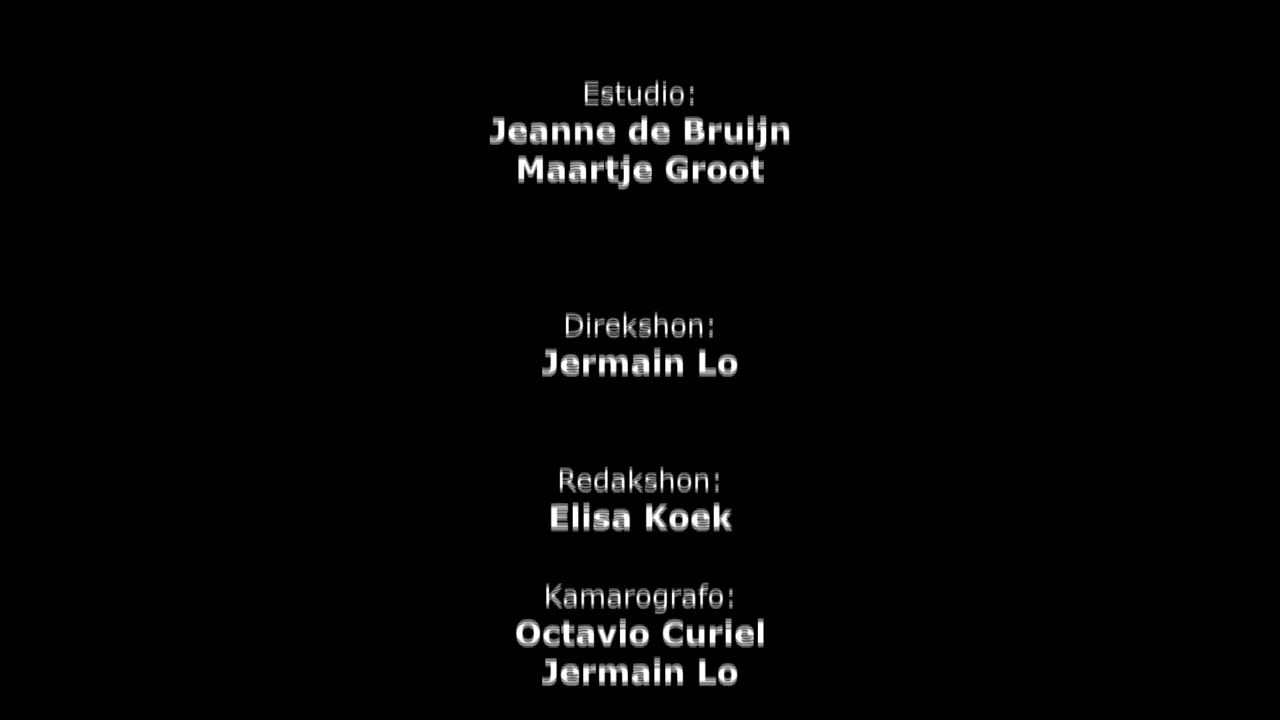 Estudio:
Jeanne de Bruijn
Maartje Groot
Direkshon:
Jermain Lo
Redakshon:
Elisa Koek
Kamarografo:
Octavio Curiel
Jermain Lo